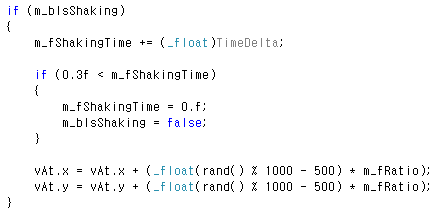 if (m_bIsShaking)
{
    m_fShakingTime += (_float)TimeDelta;
    if (0.3f < m_fShakingTime)
    {
        m_fShakingTime = 0.f;
        m_bIsShaking = false;
    }
    vAt.x = vAt.x + (_float(rand() % 1000 - 500) * m_fRatio);
    vAt.y = vAt.y + (_float(rand() % 1000 - 500) * m_fRatio);
}